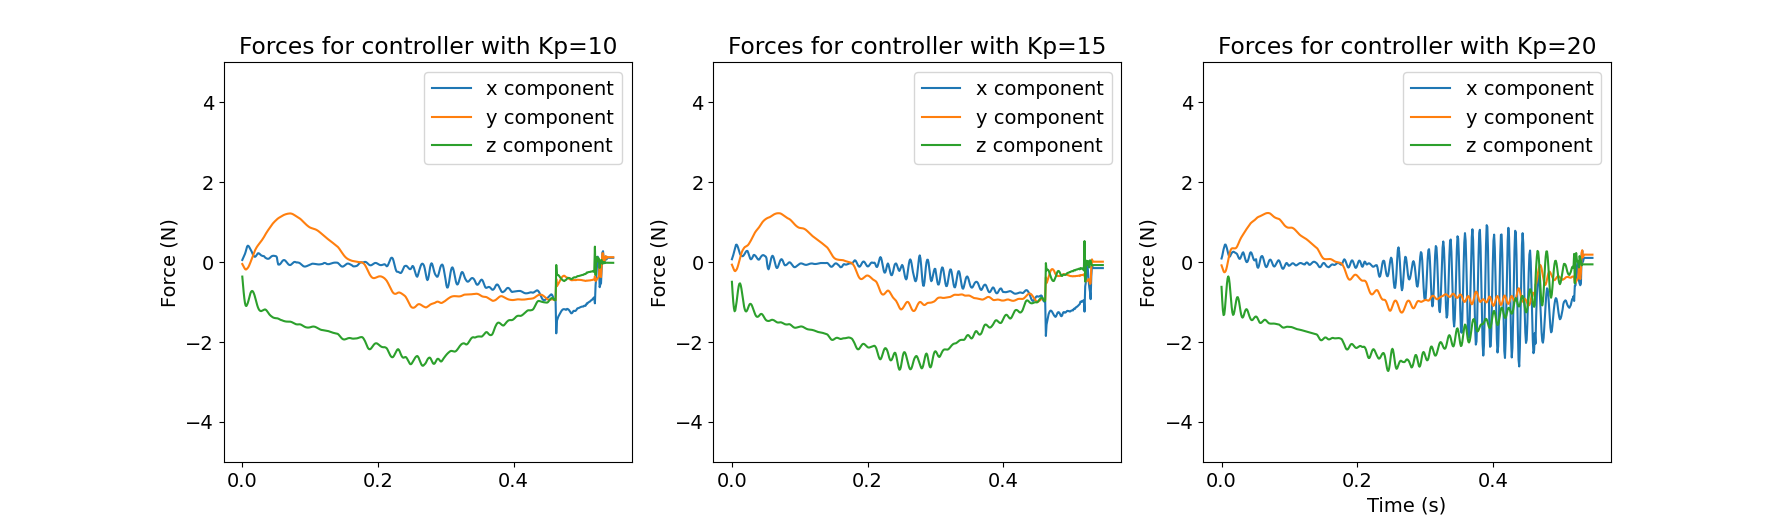 Forces for controller with Kp=10
x component
y component
z component
Force (N)
4
2
0
−2
−4
0.0 0.2 0.4
Forces for controller with Kp=15
x component
y component
z component
Force (N)
4
2
0
−2
−4
0.0 0.2 0.4
Forces for controller with Kp=20
x component
y component
z component
Force (N)
4
2
0
−2
−4
0.0 0.2 0.4
Time (s)